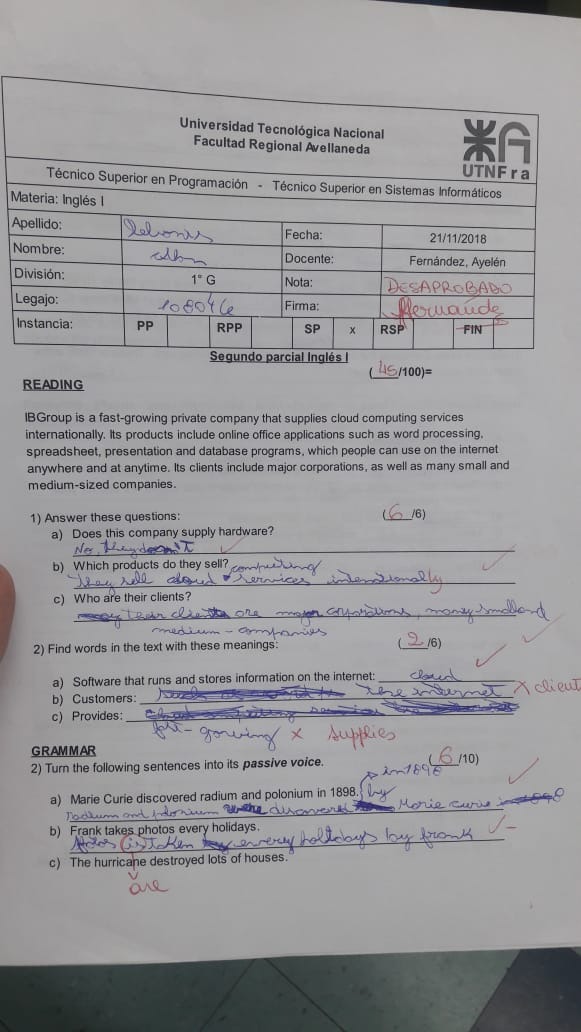 Universidad Tecnológica Nacional
Facultad Regional Avellaneda
UTNFra
Técnico Superior en Programación - Técnico Superior en Sistemas Informáticos
Materia: Inglés I
Apellido:
Fecha: 21/11/2018
Nombre:
Docente: Fernández, Ayelén
División: 1° G
Nota: DESAPROBADO
Legajo:
Firma:
Instancia: PP RPP SP x RSP FIN
Segundo parcial Inglés I
(45/100)=
READING
IBGroup is a fast-growing private company that supplies cloud computing services
internationally. Its products include online office applications such as word processing,
spreadsheet, presentation and database programs, which people can use on the internet
anywhere and at anytime. Its clients include major corporations, as well as many small and
medium-sized companies.
1) Answer these questions: (6/6)
a) Does this company supply hardware?
No, they doesn't
b) Which products do they sell?
computing
They sell cloud services internationally
c) Who are their clients?
clients are major corporations, many small and
medium - companies
2) Find words in the text with these meanings: (2/6)
a) Software that runs and stores information on the internet: cloud
b) Customers: the internet X client
c) Provides:
fast-gorwing X supplies
GRAMMAR (6/10)
2) Turn the following sentences into its passive voice.
in 1898
a) Marie Curie discovered radium and polonium in 1898. by
radium and polonium discovered Marie curie
b) Frank takes photos every holidays.
is taken every holidays by frank
c) The hurricane destroyed lots of houses.
are